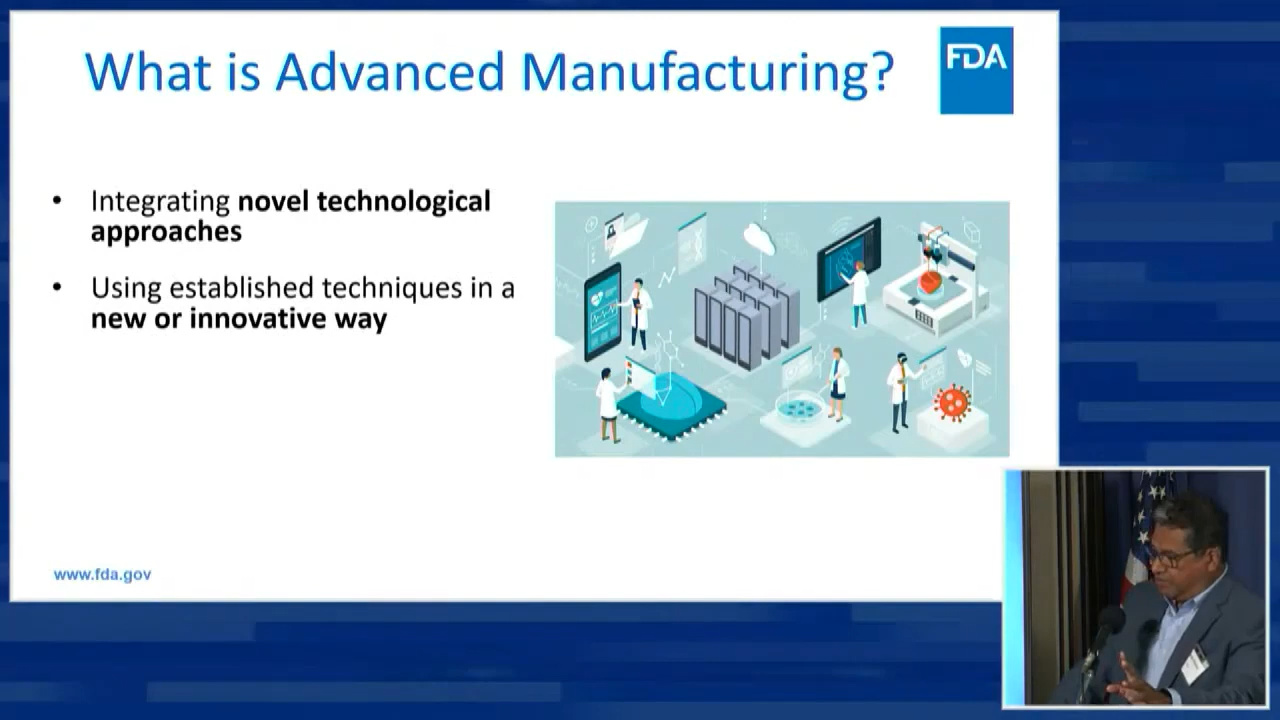 What is Advanced Manufacturing?
FDA
• Integrating novel technological
approaches
• Using established techniques in a
new or innovative way
www.fda.gov